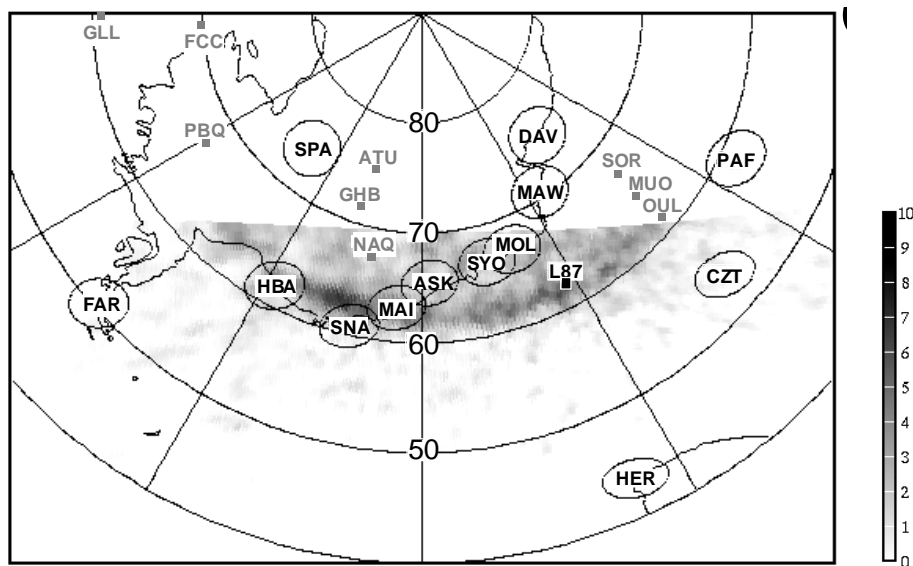 GLL
FCC
80
PBQ
SPA
DAV
ATU
SOR
PAF
MUO
GHB
MAW
OUL
70
NAQ
MOL
SYO
L87
CZT
HBA
ASK
FAR
MAI
SNA
60
50
HER
10
9
8
7
6
5
4
3
2
1
0